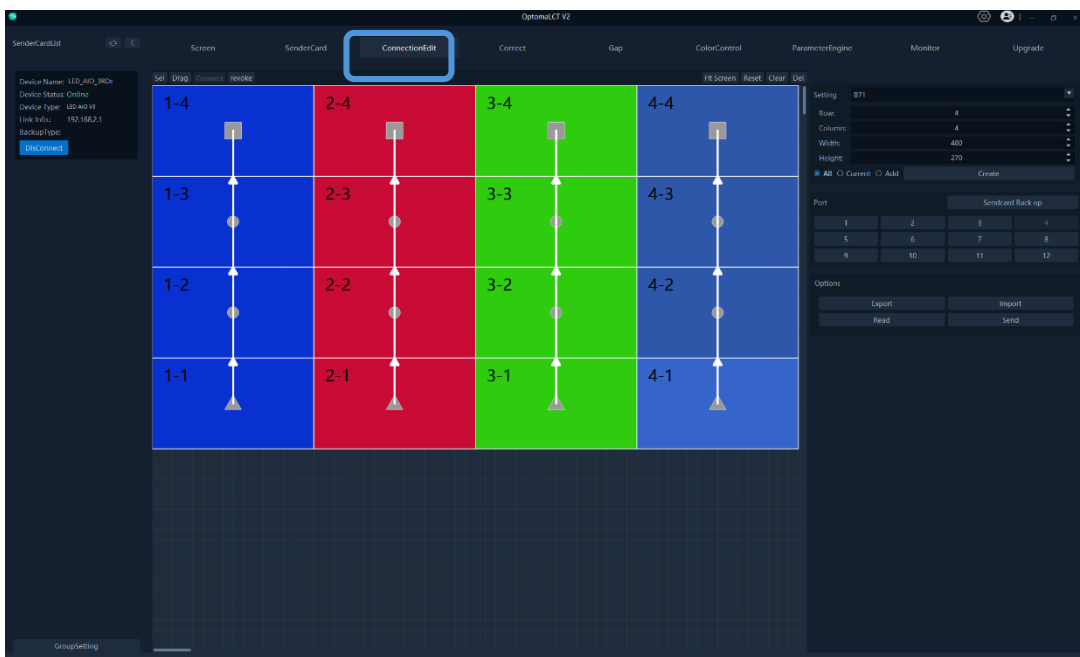 OptomaLCT V2
SenderCardList
Screen SenderCard ConnectionEdit Correct Gap ColorControl ParameterEngine Monitor Upgrade
Device Name: LED_AIO_3RDc
Device Status: Online
Device Type: LED AIO V3
Link Info.: 192.168.2.1
BackupType:
DisConnect
Sel Drag Connect revoke Fit Screen Reset Clear Del
1-4 2-4 3-4 4-4
1-3 2-3 3-3 4-3
1-2 2-2 3-2 4-2
1-1 2-1 3-1 4-1
Setting B71
Row: 4
Column: 4
Width: 480
Height: 270
All Current Add Create
Port Sendcard Back up
1 2 3 4
5 6 7 8
9 10 11 12
Options
Export Import
Read Send
GroupSetting